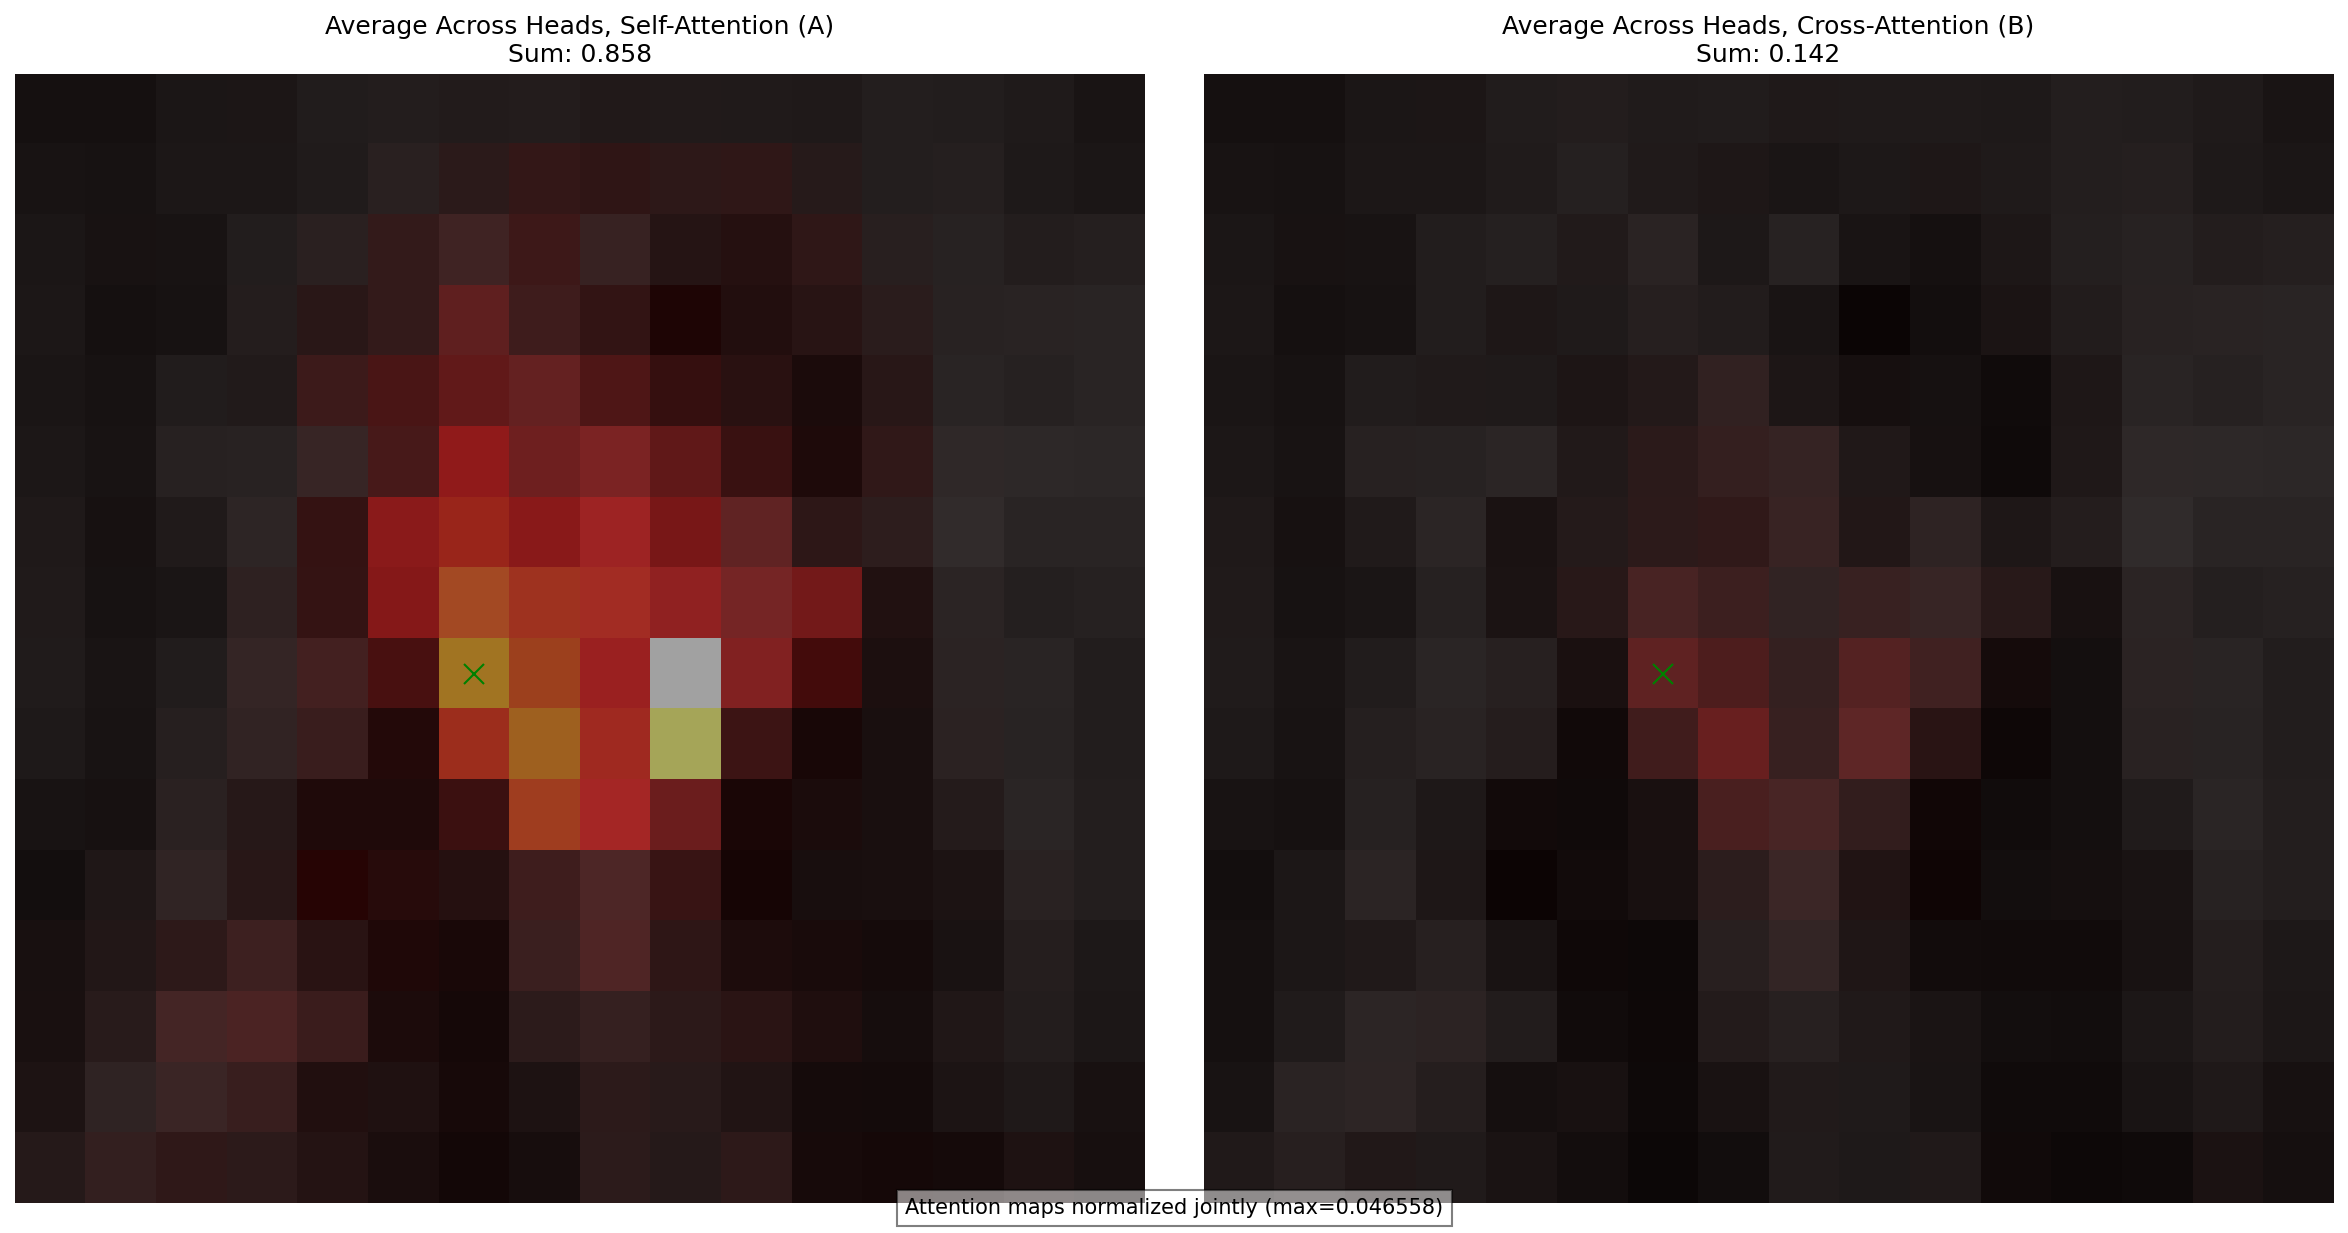 Average Across Heads, Self-Attention (A)
Sum: 0.858
Average Across Heads, Cross-Attention (B)
Sum: 0.142
Attention maps normalized jointly (max=0.046558)